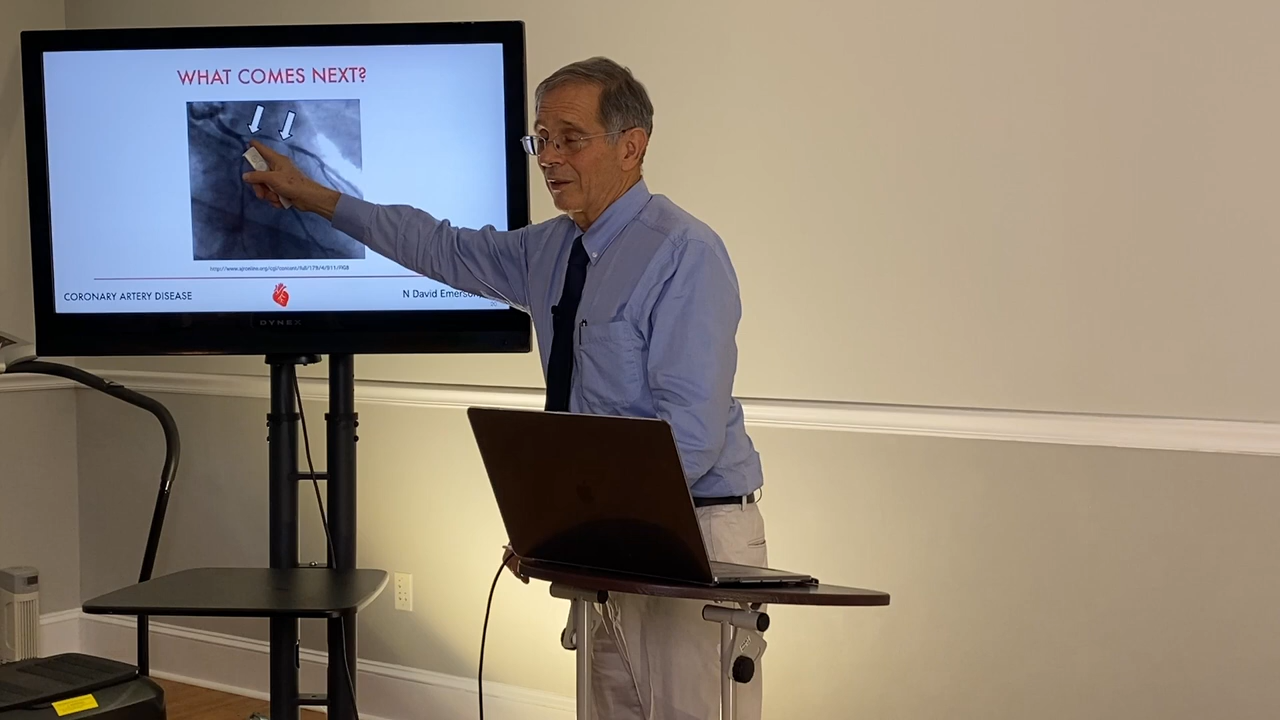 WHAT COMES NEXT?
CORONARY ARTERY DISEASE
N David Emerson,
DYNEX